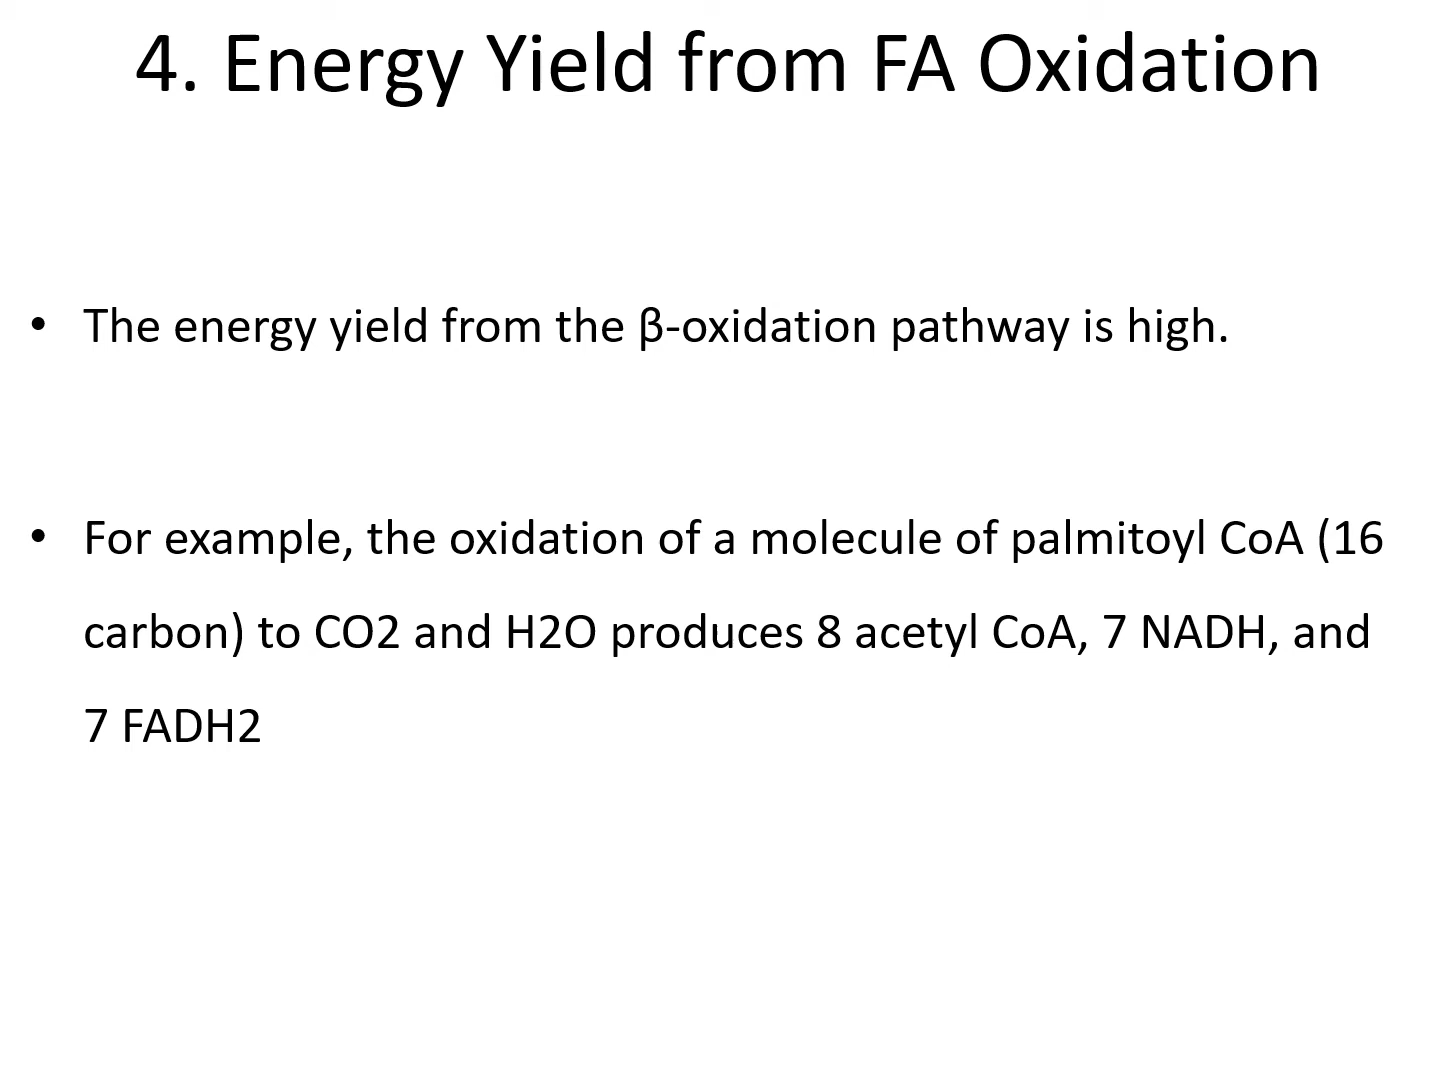 4. Energy Yield from FA Oxidation
• The energy yield from the β-oxidation pathway is high.
• For example, the oxidation of a molecule of palmitoyl CoA (16
carbon) to CO2 and H2O produces 8 acetyl CoA, 7 NADH, and
7 FADH2